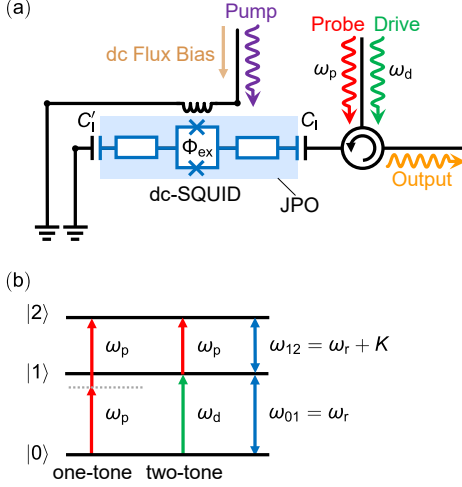 (a)
Pump
Probe
Drive
dc Flux Bias
ωp
ωd
C′I
CI
Φex
dc-SQUID
JPO
Output
(b)
|2⟩
ωp
ωp
ω12 = ωr + K
|1⟩
ωp
ωd
ω01 = ωr
|0⟩
one-tone
two-tone